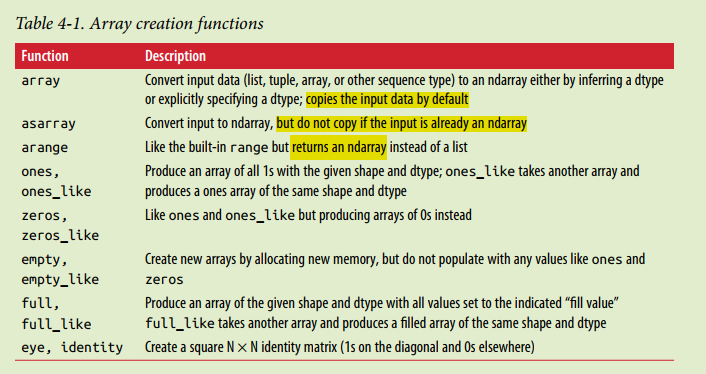 Table 4-1. Array creation functions
Function Description
array Convert input data (list, tuple, array, or other sequence type) to an ndarray either by inferring a dtype
or explicitly specifying a dtype; copies the input data by default
asarray Convert input to ndarray, but do not copy if the input is already an ndarray
arange Like the built-in range but returns an ndarray instead of a list
ones, Produce an array of all 1s with the given shape and dtype; ones_like takes another array and
ones_like produces a ones array of the same shape and dtype
zeros, Like ones and ones_like but producing arrays of 0s instead
zeros_like
empty, Create new arrays by allocating new memory, but do not populate with any values like ones and
empty_like zeros
full, Produce an array of the given shape and dtype with all values set to the indicated “fill value”
full_like full_like takes another array and produces a filled array of the same shape and dtype
eye, identity Create a square N × N identity matrix (1s on the diagonal and 0s elsewhere)